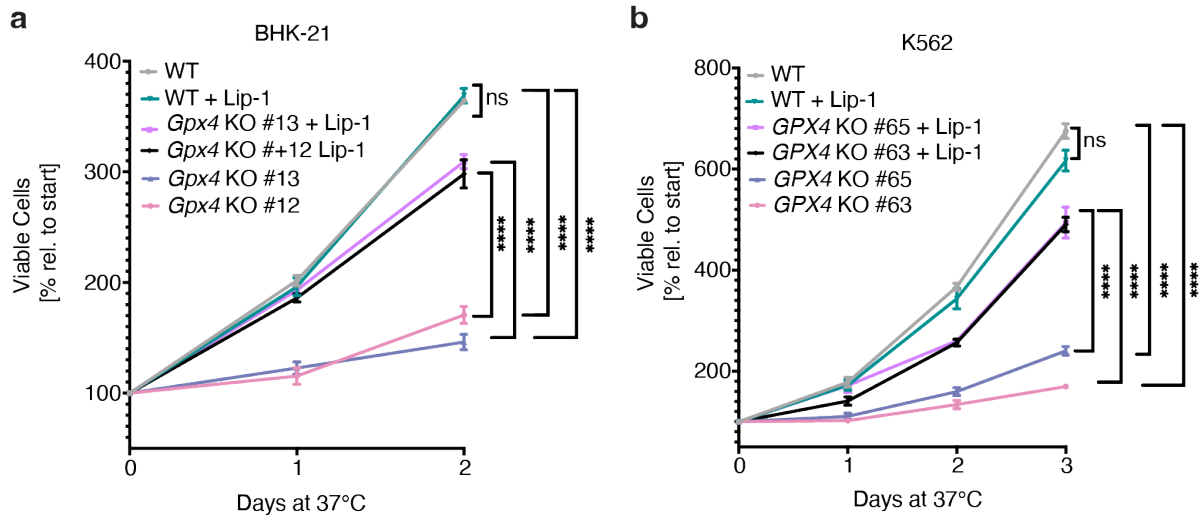 a
BHK-21
400
300
200
100
0
1
2
Viable Cells
[% rel. to start]
Days at 37°C
WT
WT + Lip-1
Gpx4 KO #13 + Lip-1
Gpx4 KO #+12 Lip-1
Gpx4 KO #13
Gpx4 KO #12
ns
****
****
****
****
b
K562
800
600
400
200
0
1
2
3
Viable Cells
[% rel. to start]
Days at 37°C
WT
WT + Lip-1
GPX4 KO #65 + Lip-1
GPX4 KO #63 + Lip-1
GPX4 KO #65
GPX4 KO #63
ns
****
****
****
****